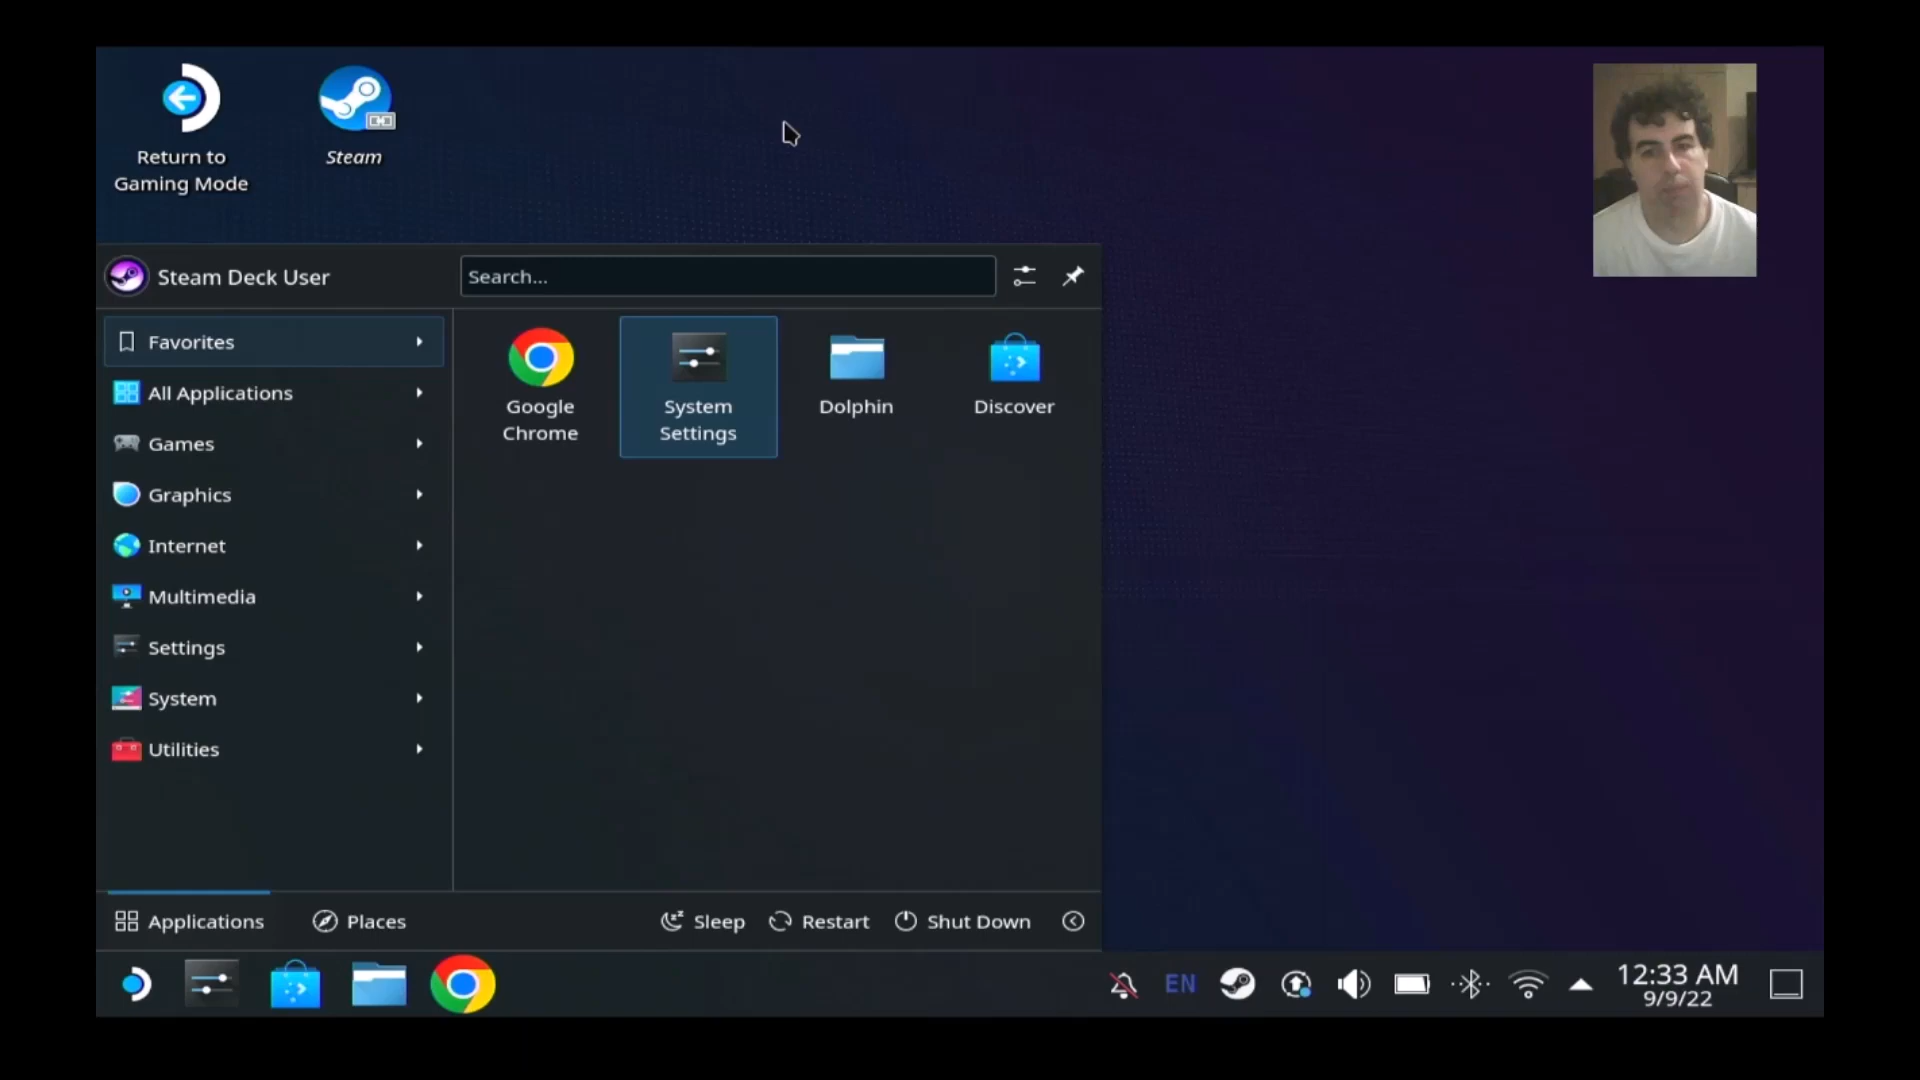 Return to
Gaming Mode
Steam
Steam Deck User
Search...
Favorites
All Applications
Games
Graphics
Internet
Multimedia
Settings
System
Utilities
Google
Chrome
System
Settings
Dolphin
Discover
Applications
Places
Sleep
Restart
Shut Down
EN
12:33 AM
9/9/22